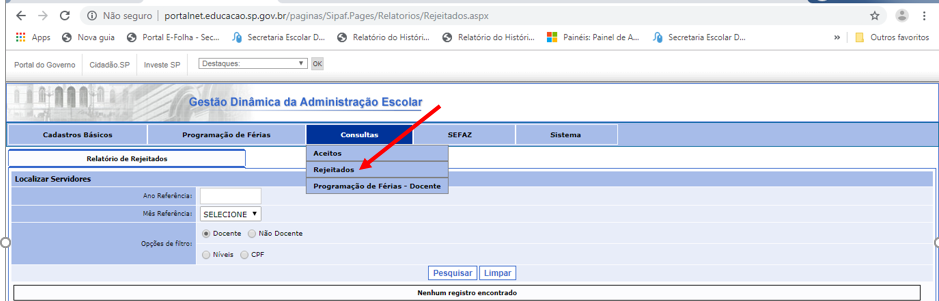 Não seguro | portalnet.educacao.sp.gov.br/paginas/Sipaf.Pages/Relatorios/Rejeitados.aspx
Apps Nova guia Portal E-Folha - Sec... Secretaria Escolar D... Relatório do Históri... Relatório do Históri... Painéis: Painel de A... Secretaria Escolar D... » Outros favoritos
Portal do Governo Cidadão.SP Investe SP Destaques: OK
Gestão Dinâmica da Administração Escolar
Cadastros Básicos Programação de Férias Consultas SEFAZ Sistema
Aceitos
Relatório de Rejeitados
Rejeitados
Localizar Servidores
Programação de Férias - Docente
Ano Referência:
Mês Referência: SELECIONE
Opções de filtro: Docente Não Docente
Níveis CPF
Pesquisar Limpar
Nenhum registro encontrado